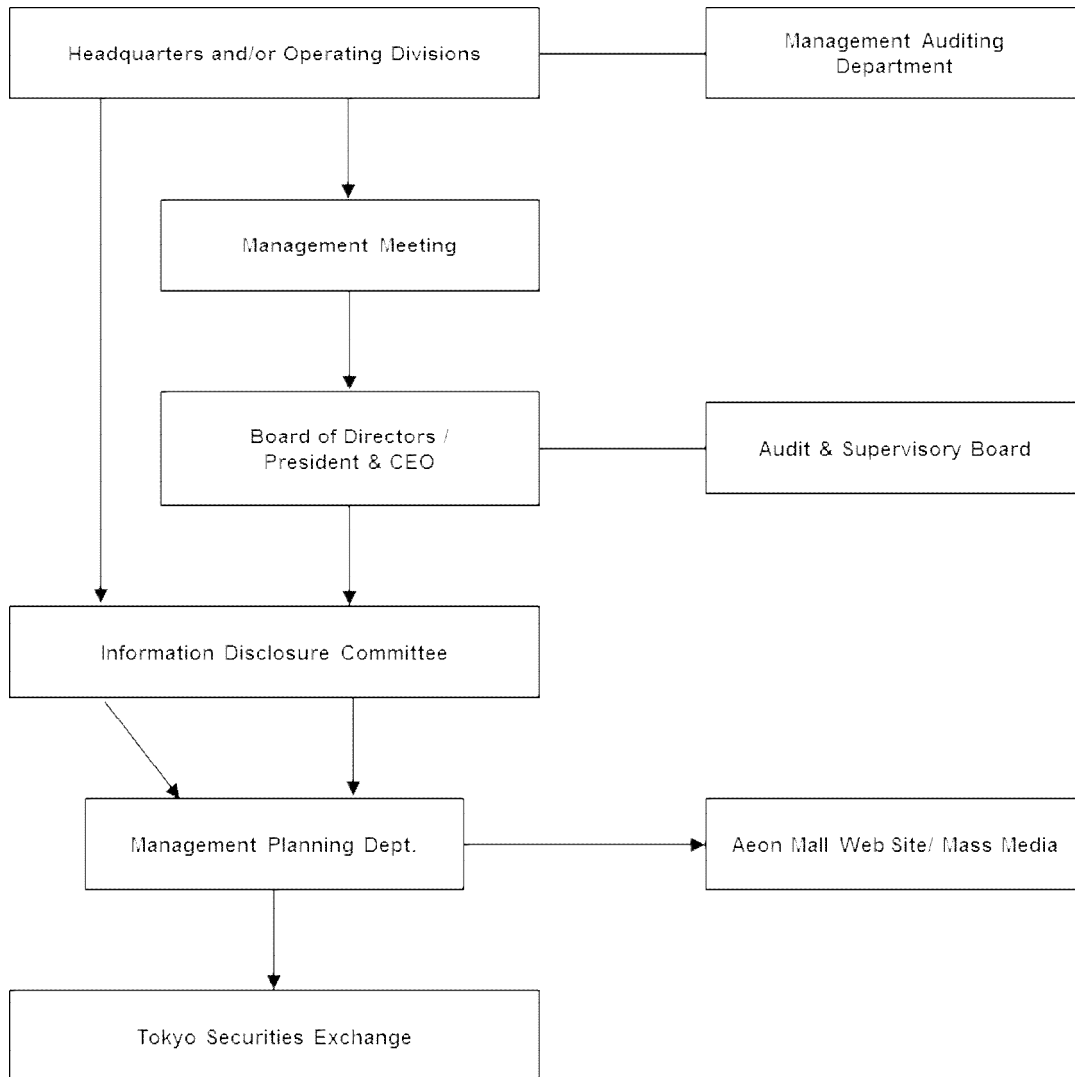 Headquarters and/or Operating Divisions
Management Auditing
Department
Management Meeting
Board of Directors /
President & CEO
Audit & Supervisory Board
Information Disclosure Committee
Management Planning Dept.
Aeon Mall Web Site/ Mass Media
Tokyo Securities Exchange